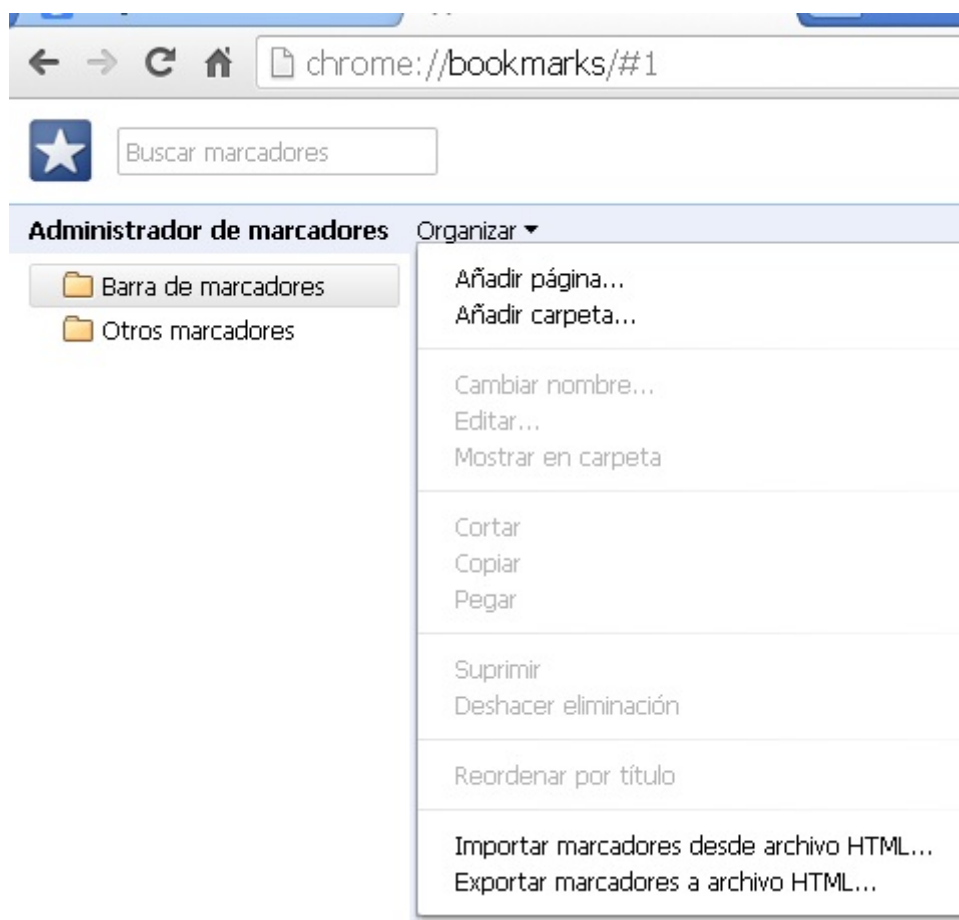 chrome://bookmarks/#1
Buscar marcadores
Administrador de marcadores
Organizar
Barra de marcadores
Otros marcadores
Añadir página...
Añadir carpeta...
Cambiar nombre...
Editar...
Mostrar en carpeta
Cortar
Copiar
Pegar
Suprimir
Deshacer eliminación
Reordenar por título
Importar marcadores desde archivo HTML...
Exportar marcadores a archivo HTML...